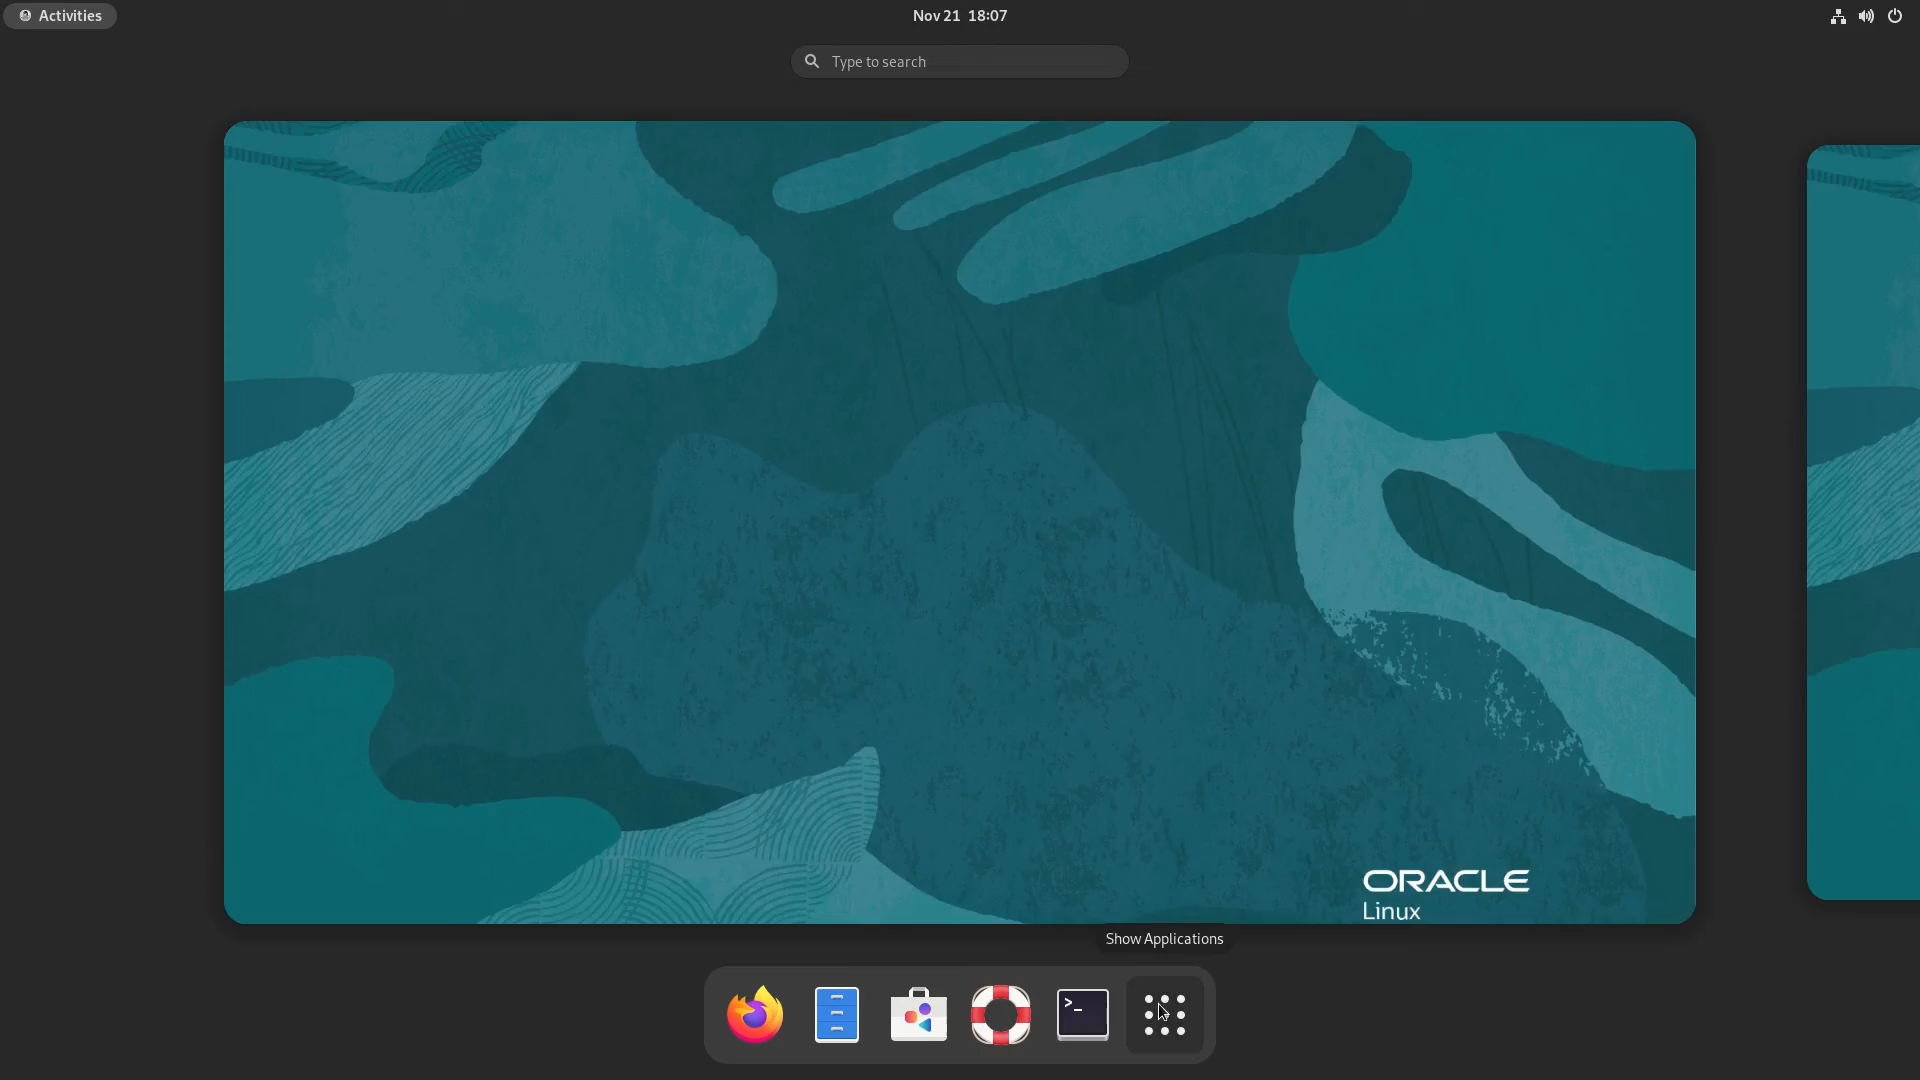 Activities
Nov 21 18:07
Type to search
ORACLE
Linux
Show Applications
>_